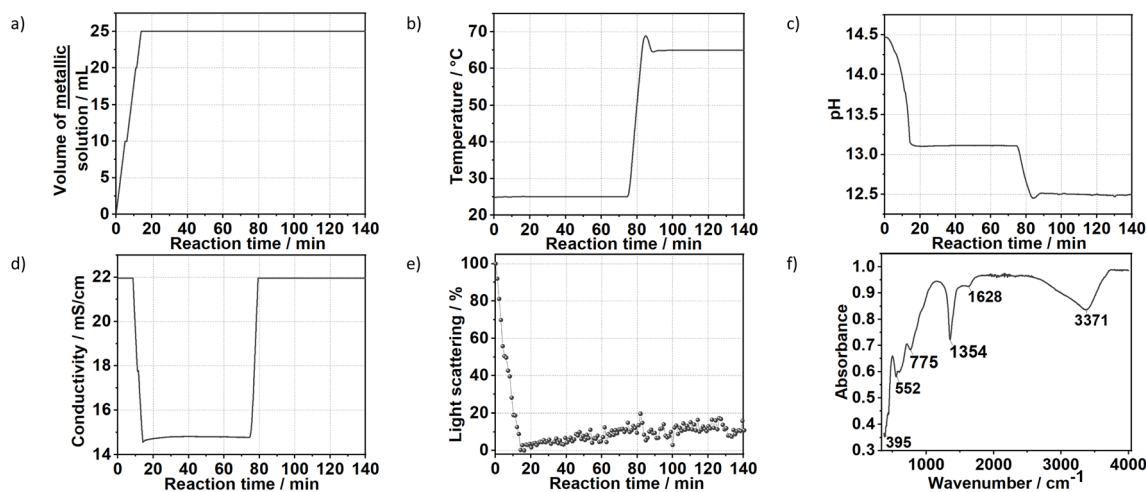 a)
Volume of metallic
solution / mL
25
20
15
10
5
0
0 20 40 60 80 100 120 140
Reaction time / min
b)
Temperature / °C
70
60
50
40
30
20
0 20 40 60 80 100 120 140
Reaction time / min
c)
pH
14.5
14.0
13.5
13.0
12.5
0 20 40 60 80 100 120 140
Reaction time / min
d)
Conductivity / mS/cm
22
20
18
16
14
0 20 40 60 80 100 120 140
Reaction time / min
e)
Light scattering / %
100
80
60
40
20
0
0 20 40 60 80 100 120 140
Reaction time / min
f)
Absorbance
1.0
0.9
0.8
0.7
0.6
0.5
0.4
0.3
395
552
775
1354
1628
3371
1000 2000 3000 4000
Wavenumber / cm-1